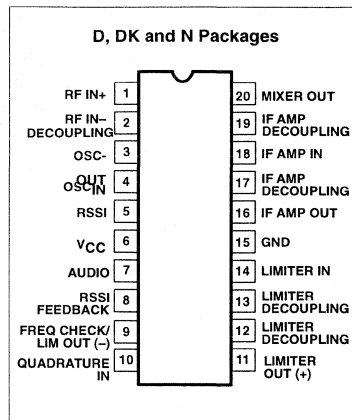 D, DK and N Packages
RF IN+ 1
RF IN–
DECOUPLING 2
OSC-
OUT 3
OSCIN 4
RSSI 5
VCC 6
AUDIO 7
RSSI
FEEDBACK 8
FREQ CHECK/
LIM OUT (–) 9
QUADRATURE
IN 10
20 MIXER OUT
19 IF AMP
DECOUPLING
18 IF AMP IN
17 IF AMP
DECOUPLING
16 IF AMP OUT
15 GND
14 LIMITER IN
13 LIMITER
DECOUPLING
12 LIMITER
DECOUPLING
11 LIMITER
OUT (+)